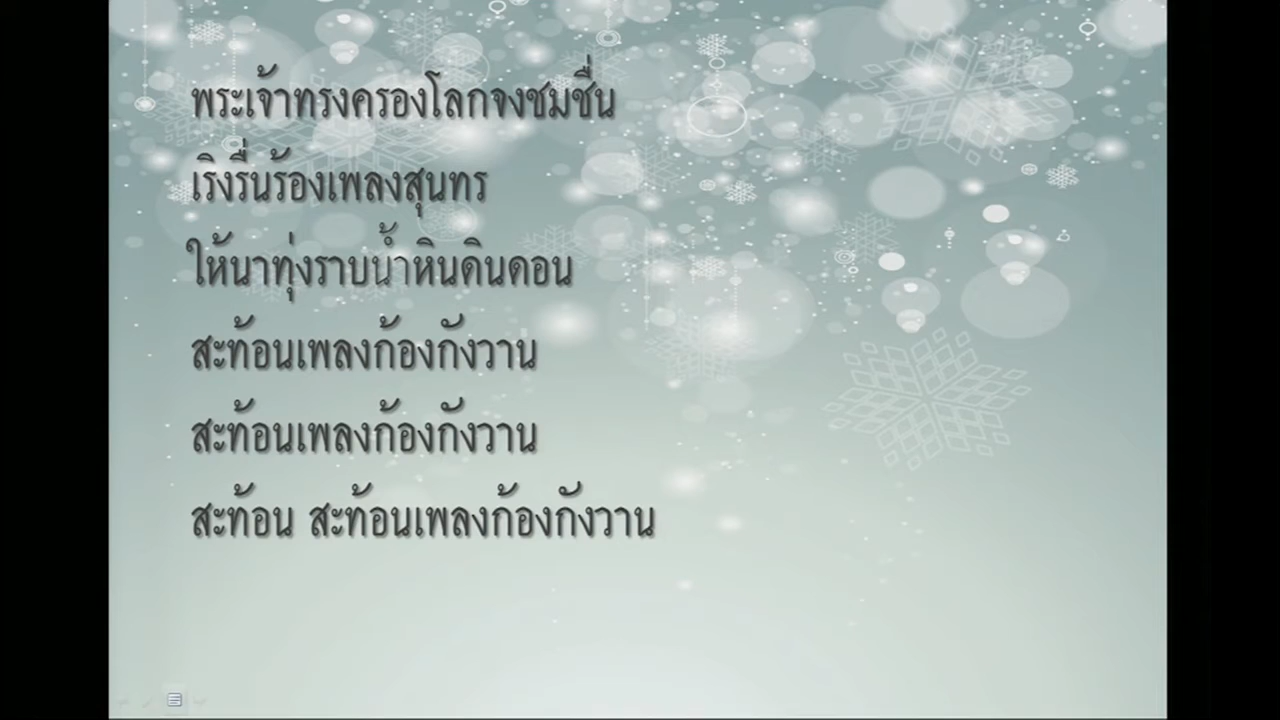 พระเจ้าทรงครองโลกจงชมชื่น
เริงรื่นร้องเพลงสุนทร
ให้นาทุ่งราบน้ำหินดินดอน
สะท้อนเพลงก้องกังวาน
สะท้อนเพลงก้องกังวาน
สะท้อน สะท้อนเพลงก้องกังวาน